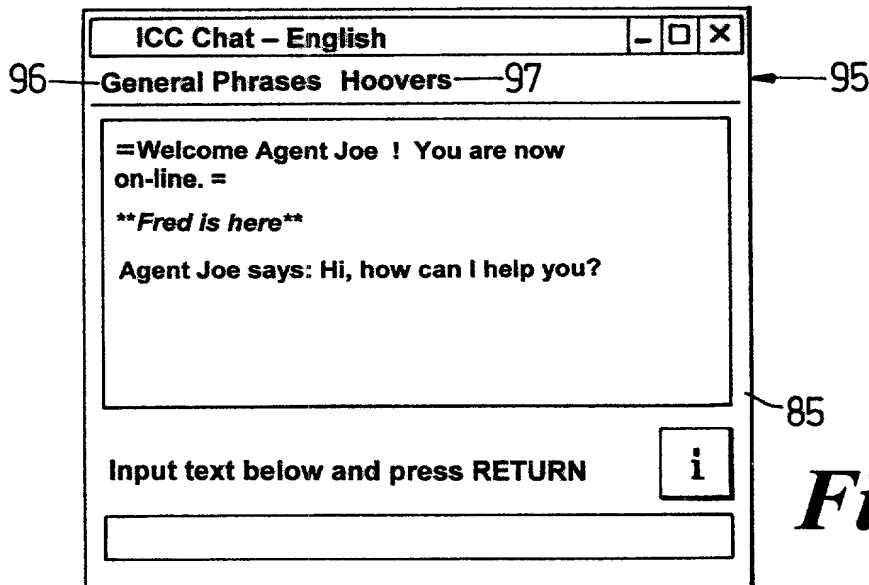 ICC Chat – English
96 General Phrases Hoovers 97 95
=Welcome Agent Joe ! You are now
on-line. =
**Fred is here**
Agent Joe says: Hi, how can I help you?
85
Input text below and press RETURN i